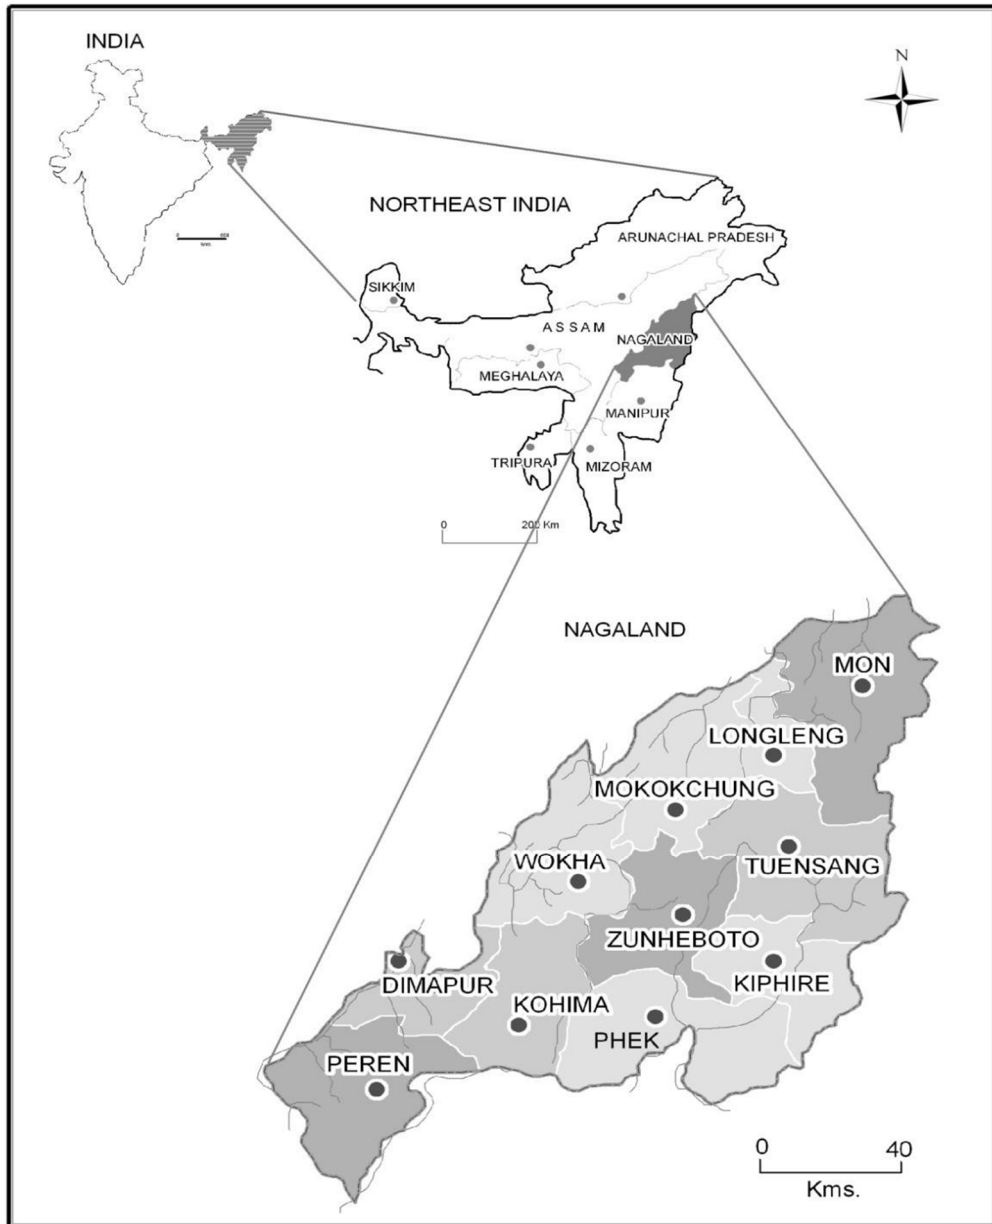 INDIA
N
NORTHEAST INDIA
ARUNACHAL PRADESH
SIKKIM
ASSAM
NAGALAND
MEGHALAYA
MANIPUR
TRIPURA
MIZORAM
0 200 Km
NAGALAND
MON
LONGLENG
MOKOKCHUNG
WOKHA
TUENSANG
ZUNHEBOTO
DIMAPUR
KIPHIRE
KOHIMA
PHEK
PEREN
0 40
Kms.